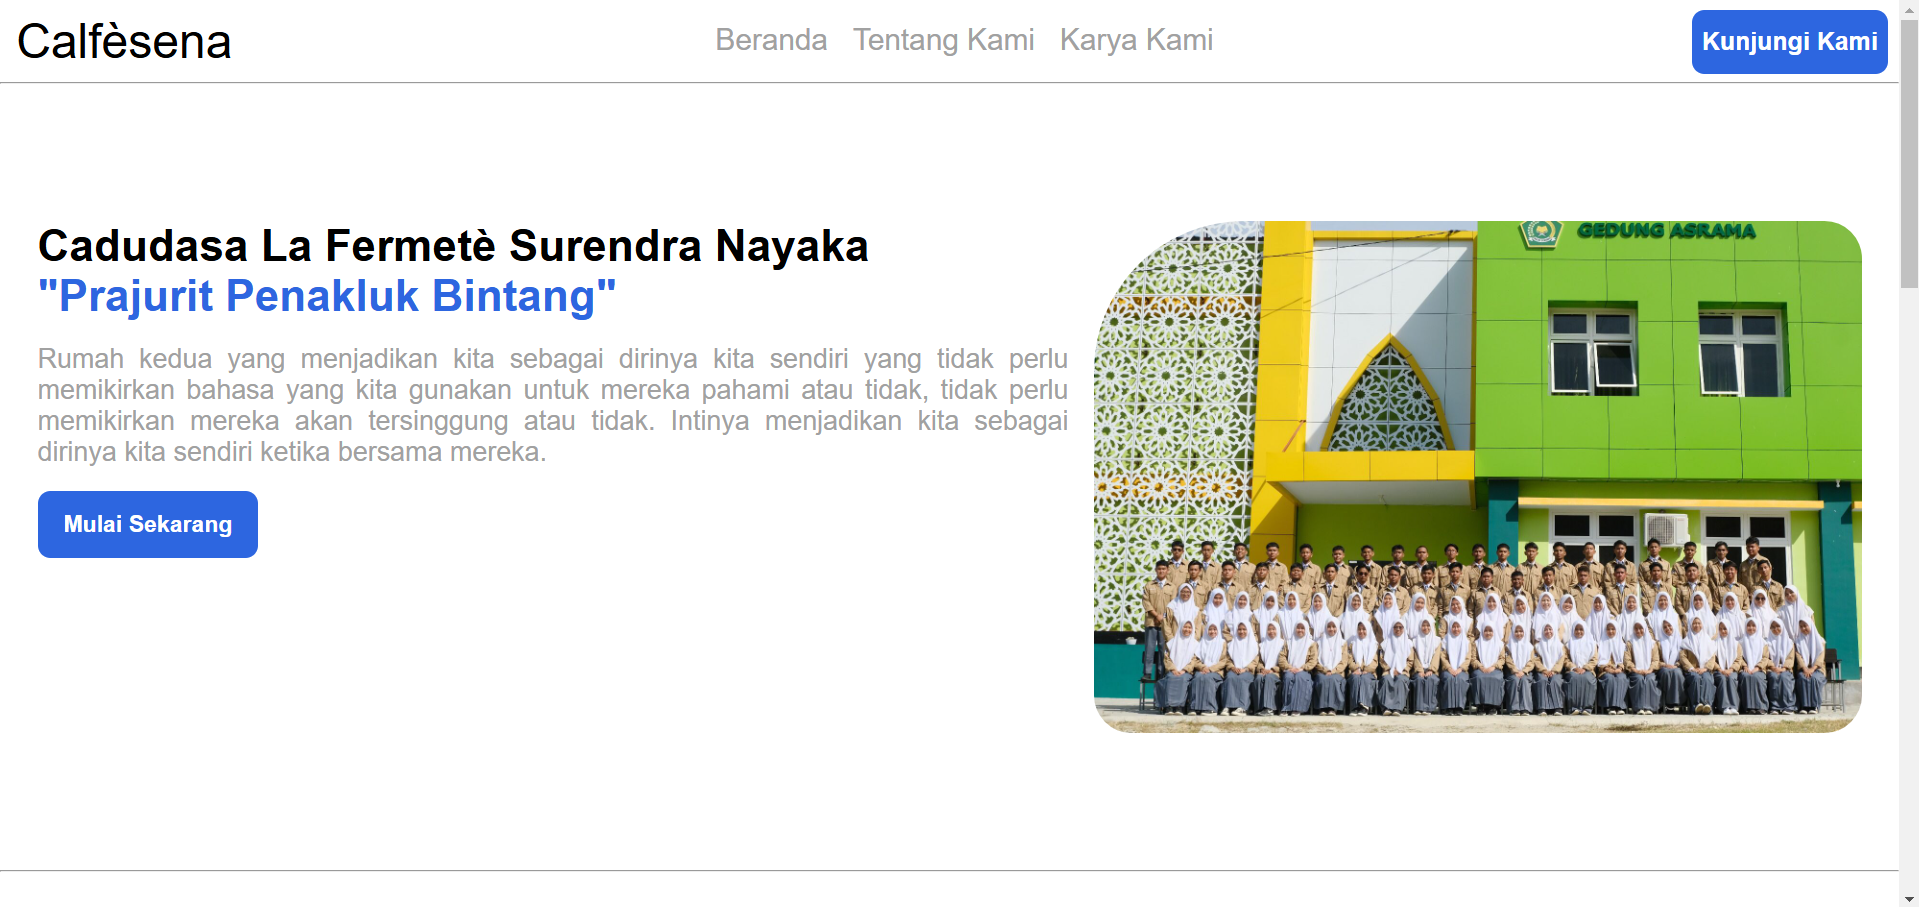 Calfèsena
Beranda Tentang Kami Karya Kami
Kunjungi Kami
Cadudasa La Fermetè Surendra Nayaka
"Prajurit Penakluk Bintang"
Rumah kedua yang menjadikan kita sebagai dirinya kita sendiri yang tidak perlu
memikirkan bahasa yang kita gunakan untuk mereka pahami atau tidak, tidak perlu
memikirkan mereka akan tersinggung atau tidak. Intinya menjadikan kita sebagai
dirinya kita sendiri ketika bersama mereka.
Mulai Sekarang
GEDUNG ASRAMA